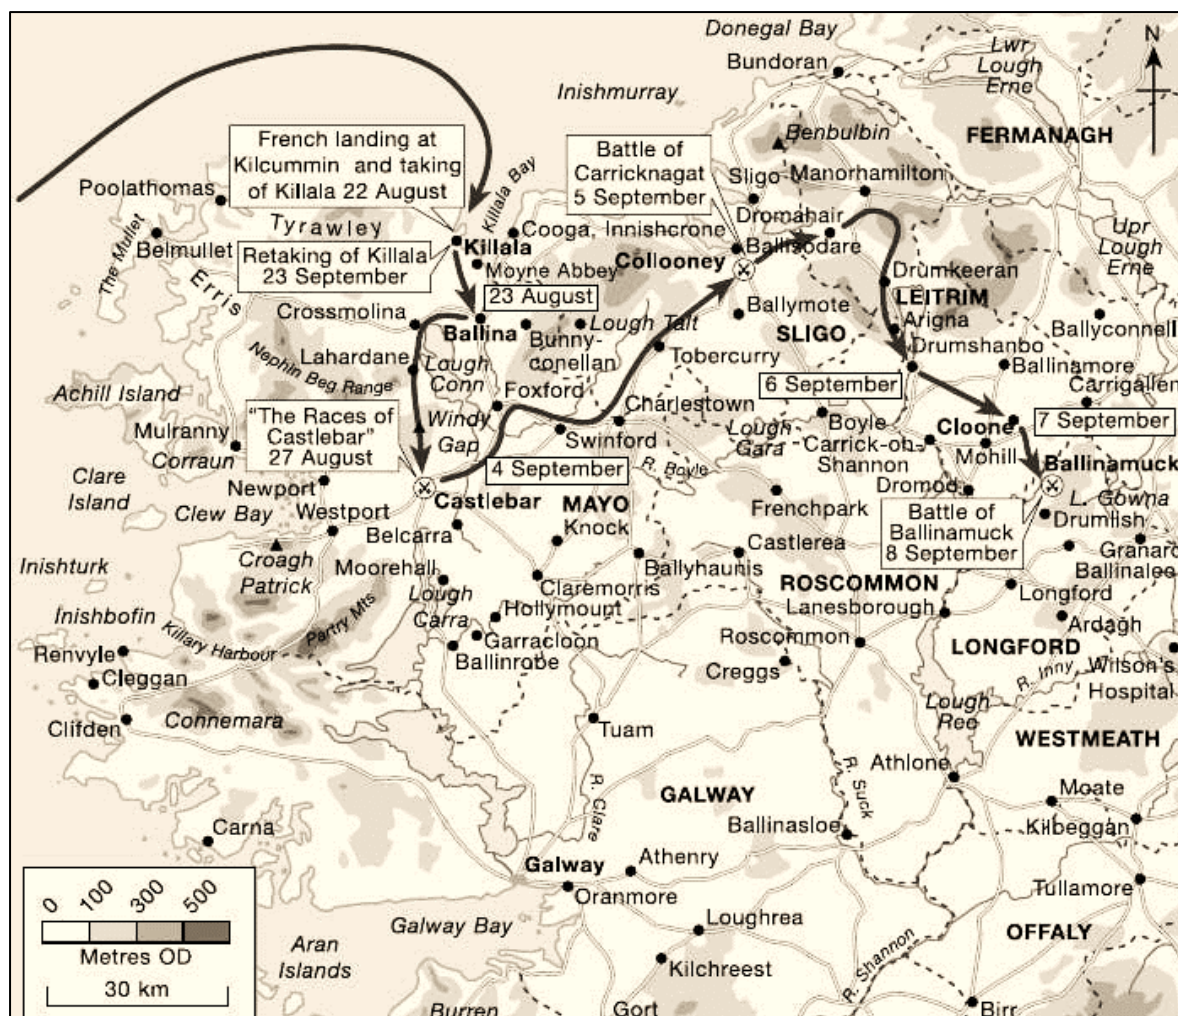 Donegal Bay
N
Lwr
Lough
Erne
Bundoran
Inishmurray
Benbulbin
FERMANAGH
French landing at
Kilcummin and taking
of Killala 22 August
Battle of
Carricknagat
5 September
Killala Bay
Poolathomas
Sligo
Manorhamilton
The Mullet
Belmullet
Tyrawley
Dromahair
Upr
Lough
Erne
Cooga, Innishcrone
Ballisodare
Killala
Retaking of Killala
23 September
Moyne Abbey
Collooney
Erris
Drumkeeran
LEITRIM
23 August
Crossmolina
Ballina
Bunny-
conellan
Lough Talt
Ballymote
SLIGO
Arigna
Ballyconnell
Lahardane
Lough
Conn
Tobercurry
Drumshanbo
Nephin Beg Range
Ballinamore
Achill Island
Foxford
6 September
Carrigallen
"The Races of
Castlebar"
27 August
Windy
Gap
Charlestown
Boyle
Cloone
7 September
Mulranny
Corraun
Swinford
Lough
Gara
Carrick-on-
Shannon
Mohill
4 September
R. Boyle
Ballinamuck
Clare
Island
Newport
Castlebar
MAYO
Dromod
L. Gowna
Clew Bay
Westport
Frenchpark
Battle of
Ballinamuck
8 September
Drumlish
Belcarra
Knock
Croagh
Patrick
Castlerea
Granard
Inishturk
Moorehall
Ballyhaunis
Ballinalee
Lough
Carra
Claremorris
ROSCOMMON
Longford
Inishbofin
Partry Mts
Hollymount
Lanesborough
Ardagh
Killary Harbour
Garracloon
Roscommon
LONGFORD
Renvyle
Ballinrobe
R. Inny
Wilson's
Hospital
Cleggan
Creggs
Clifden
Connemara
Lough
Ree
Tuam
WESTMEATH
Athlone
R. Clare
R. Suck
GALWAY
Moate
Carna
Ballinasloe
Kilbeggan
Galway
Athenry
Oranmore
Tullamore
0 100 300 500
Metres OD
30 km
Galway Bay
Loughrea
OFFALY
Aran
Islands
R. Shannon
Kilchreest
Burren
Gort
Birr